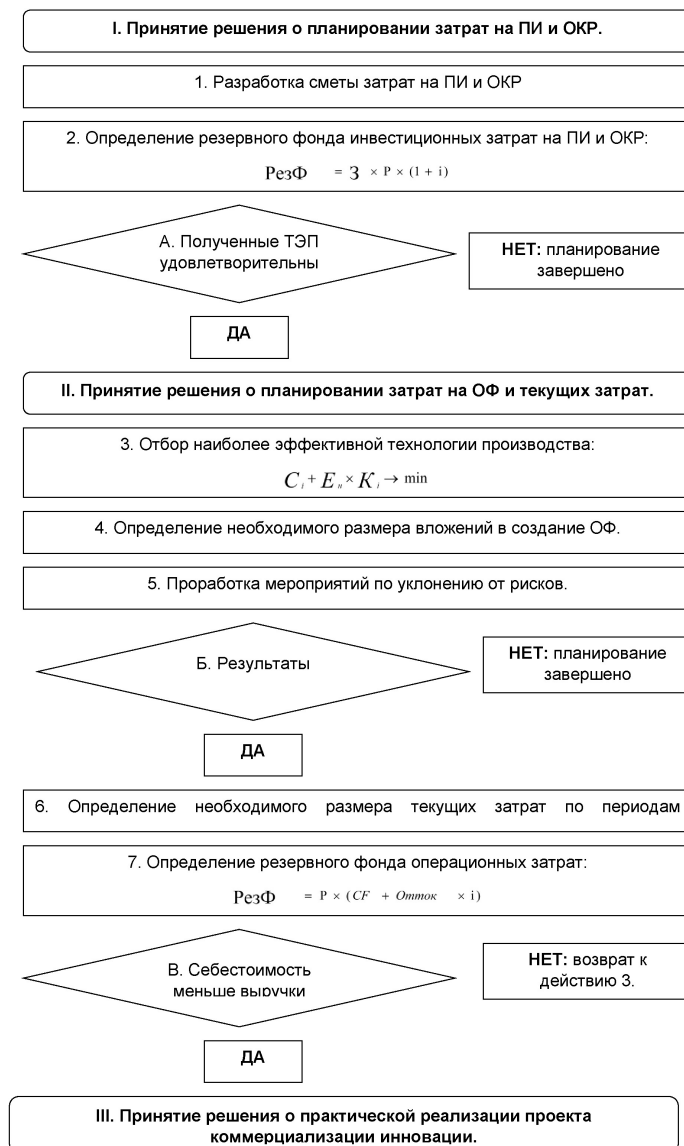 I. Принятие решения о планировании затрат на ПИ и ОКР.
1. Разработка сметы затрат на ПИ и ОКР
2. Определение резервного фонда инвестиционных затрат на ПИ и ОКР:
РезФ = З × Р × (1 + i)
А. Полученные ТЭП
удовлетворительны
НЕТ: планирование
завершено
ДА
II. Принятие решения о планировании затрат на ОФ и текущих затрат.
3. Отбор наиболее эффективной технологии производства:
C i + E н × К i → min
4. Определение необходимого размера вложений в создание ОФ.
5. Проработка мероприятий по уклонению от рисков.
Б. Результаты
НЕТ: планирование
завершено
ДА
6. Определение необходимого размера текущих затрат по периодам
7. Определение резервного фонда операционных затрат:
РезФ = Р × (CF + Отток × i)
В. Себестоимость
меньше выручки
НЕТ: возврат к
действию 3.
ДА
III. Принятие решения о практической реализации проекта
коммерциализации инновации.